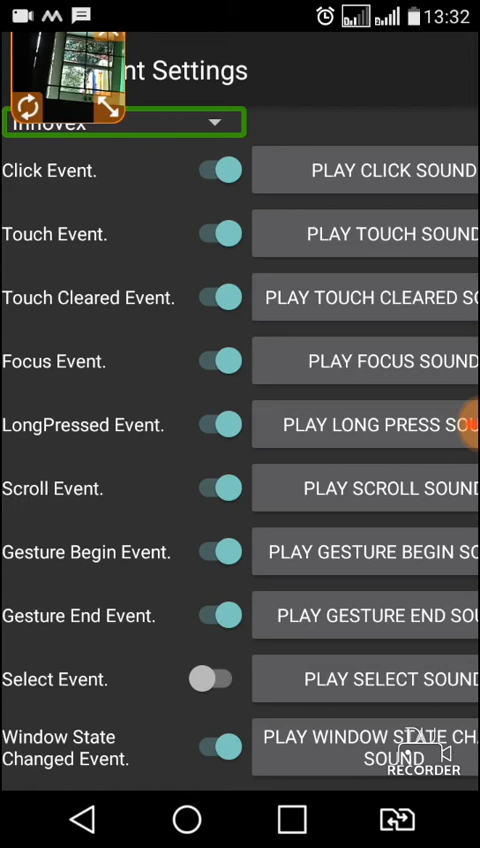 13:32
nt Settings
Innovex
Click Event.
PLAY CLICK SOUND
Touch Event.
PLAY TOUCH SOUND
Touch Cleared Event.
PLAY TOUCH CLEARED SO
Focus Event.
PLAY FOCUS SOUND
LongPressed Event.
PLAY LONG PRESS SOU
Scroll Event.
PLAY SCROLL SOUND
Gesture Begin Event.
PLAY GESTURE BEGIN SO
Gesture End Event.
PLAY GESTURE END SOU
Select Event.
PLAY SELECT SOUND
Window State
Changed Event.
PLAY WINDOW STATE CH
SOUND
DU
RECORDER